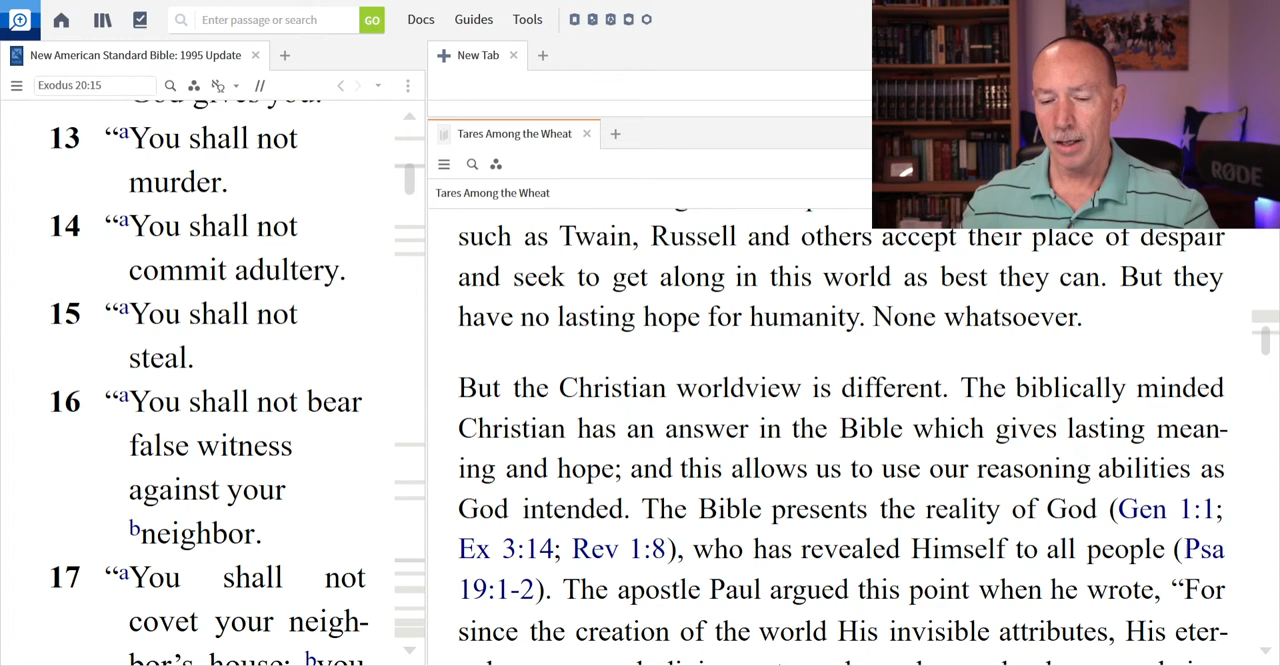 Enter passage or search
GO
Docs
Guides
Tools
New American Standard Bible: 1995 Update
Exodus 20:15
God gives you.
13 “aYou shall not
murder.
14 “aYou shall not
commit adultery.
15 “aYou shall not
steal.
16 “aYou shall not bear
false witness
against your
bneighbor.
17 “aYou shall not
covet your neigh-
bor’s house; byou
New Tab
Tares Among the Wheat
Tares Among the Wheat
such as Twain, Russell and others accept their place of despair
and seek to get along in this world as best they can. But they
have no lasting hope for humanity. None whatsoever.
But the Christian worldview is different. The biblically minded
Christian has an answer in the Bible which gives lasting mean-
ing and hope; and this allows us to use our reasoning abilities as
God intended. The Bible presents the reality of God (Gen 1:1;
Ex 3:14; Rev 1:8), who has revealed Himself to all people (Psa
19:1-2). The apostle Paul argued this point when he wrote, “For
since the creation of the world His invisible attributes, His eter-
RØDE